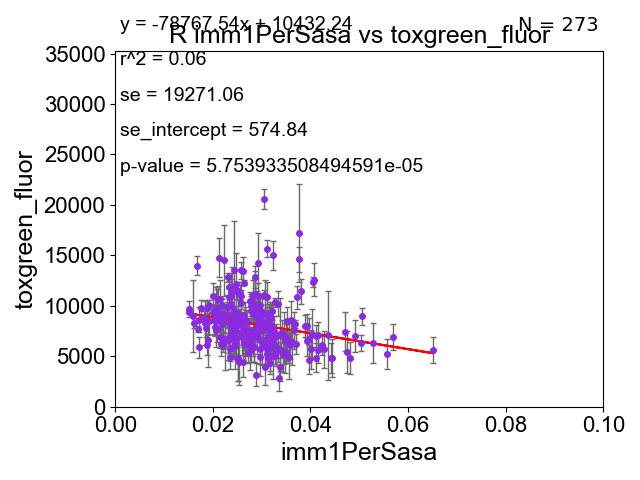 y = -78767.54x + 10432.24
N = 273
R imm1PerSasa vs toxgreen_fluor
r^2 = 0.06
se = 19271.06
se_intercept = 574.84
p-value = 5.753933508494591e-05
35000
30000
25000
20000
15000
10000
5000
0
toxgreen_fluor
0.00 0.02 0.04 0.06 0.08 0.10
imm1PerSasa